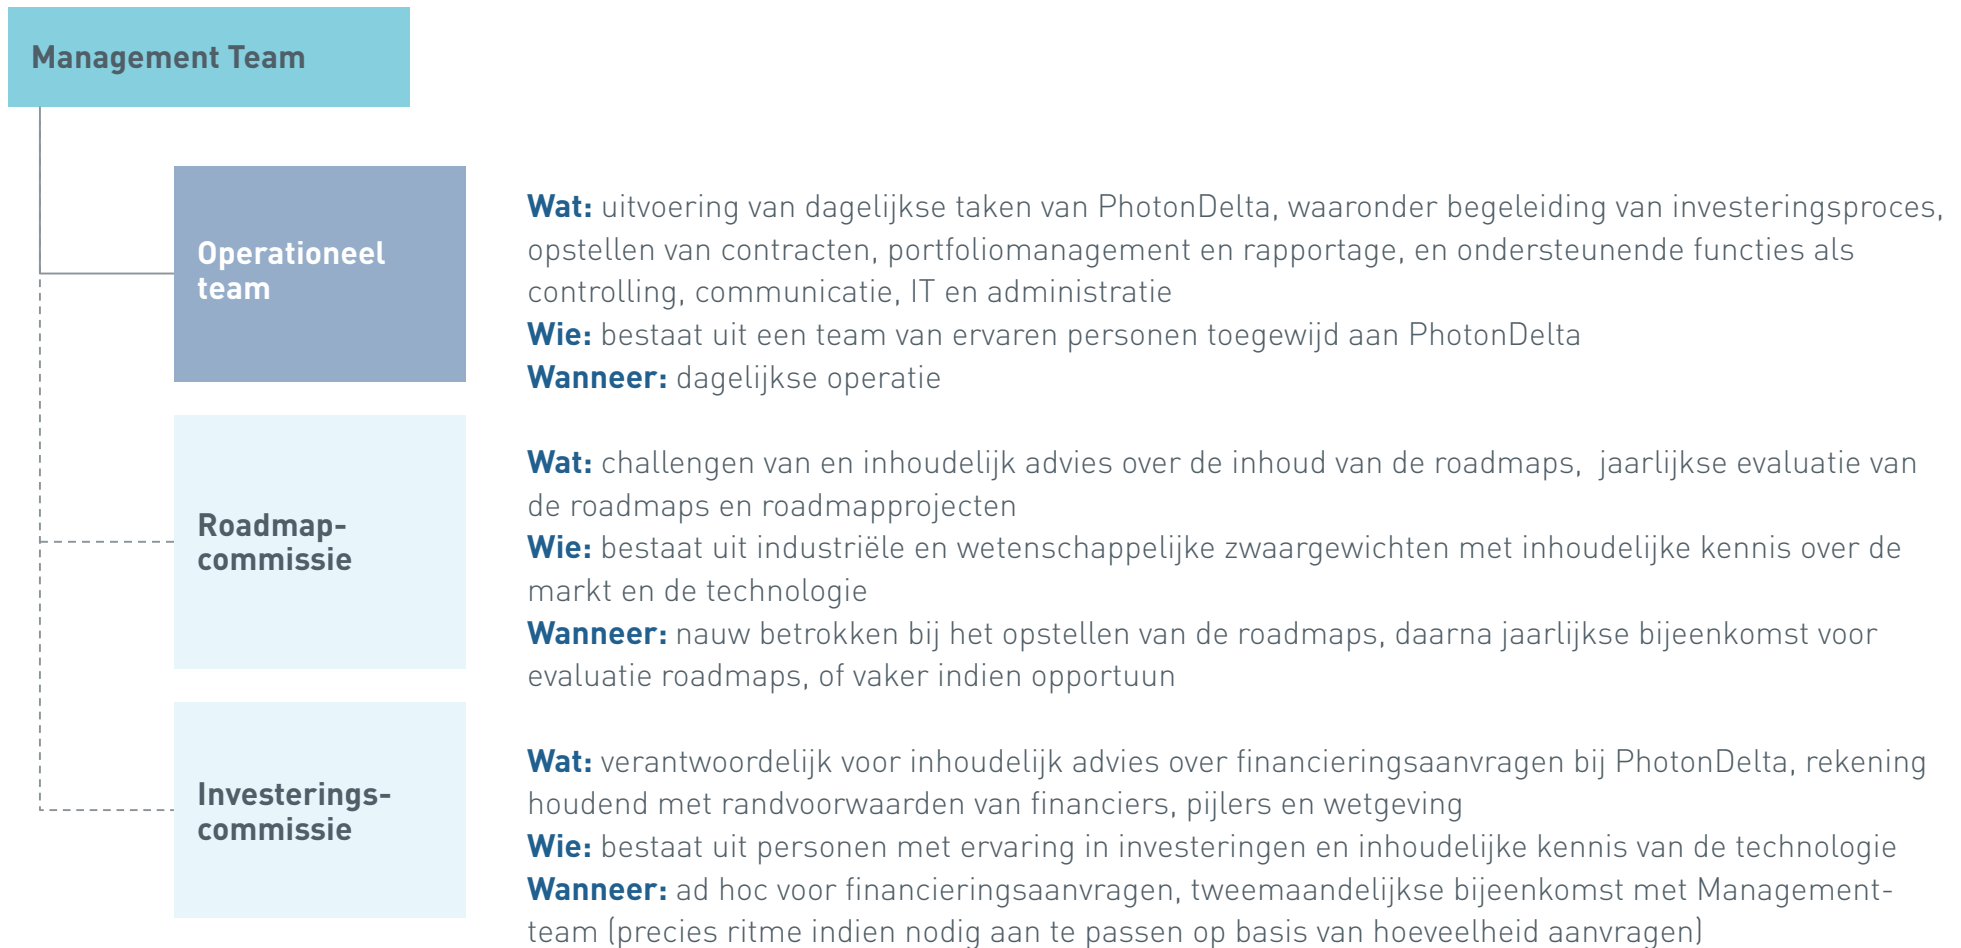 Management Team
Operationeel
team
Wat: uitvoering van dagelijkse taken van PhotonDelta, waaronder begeleiding van investeringsproces,
opstellen van contracten, portfoliomanagement en rapportage, en ondersteunende functies als
controlling, communicatie, IT en administratie
Wie: bestaat uit een team van ervaren personen toegewijd aan PhotonDelta
Wanneer: dagelijkse operatie
Roadmap-
commissie
Wat: challengen van en inhoudelijk advies over de inhoud van de roadmaps,  jaarlijkse evaluatie van
de roadmaps en roadmapprojecten
Wie: bestaat uit industriële en wetenschappelijke zwaargewichten met inhoudelijke kennis over de
markt en de technologie
Wanneer: nauw betrokken bij het opstellen van de roadmaps, daarna jaarlijkse bijeenkomst voor
evaluatie roadmaps, of vaker indien opportuun
Investerings-
commissie
Wat: verantwoordelijk voor inhoudelijk advies over financieringsaanvragen bij PhotonDelta, rekening
houdend met randvoorwaarden van financiers, pijlers en wetgeving
Wie: bestaat uit personen met ervaring in investeringen en inhoudelijke kennis van de technologie
Wanneer: ad hoc voor financieringsaanvragen, tweemaandelijkse bijeenkomst met Management-
team (precies ritme indien nodig aan te passen op basis van hoeveelheid aanvragen)